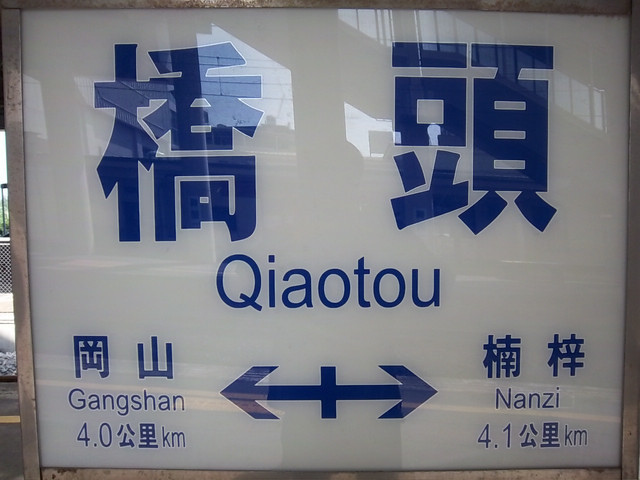 橋頭
Qiaotou
岡山 楠梓
Gangshan Nanzi
4.0公里km 4.1公里km